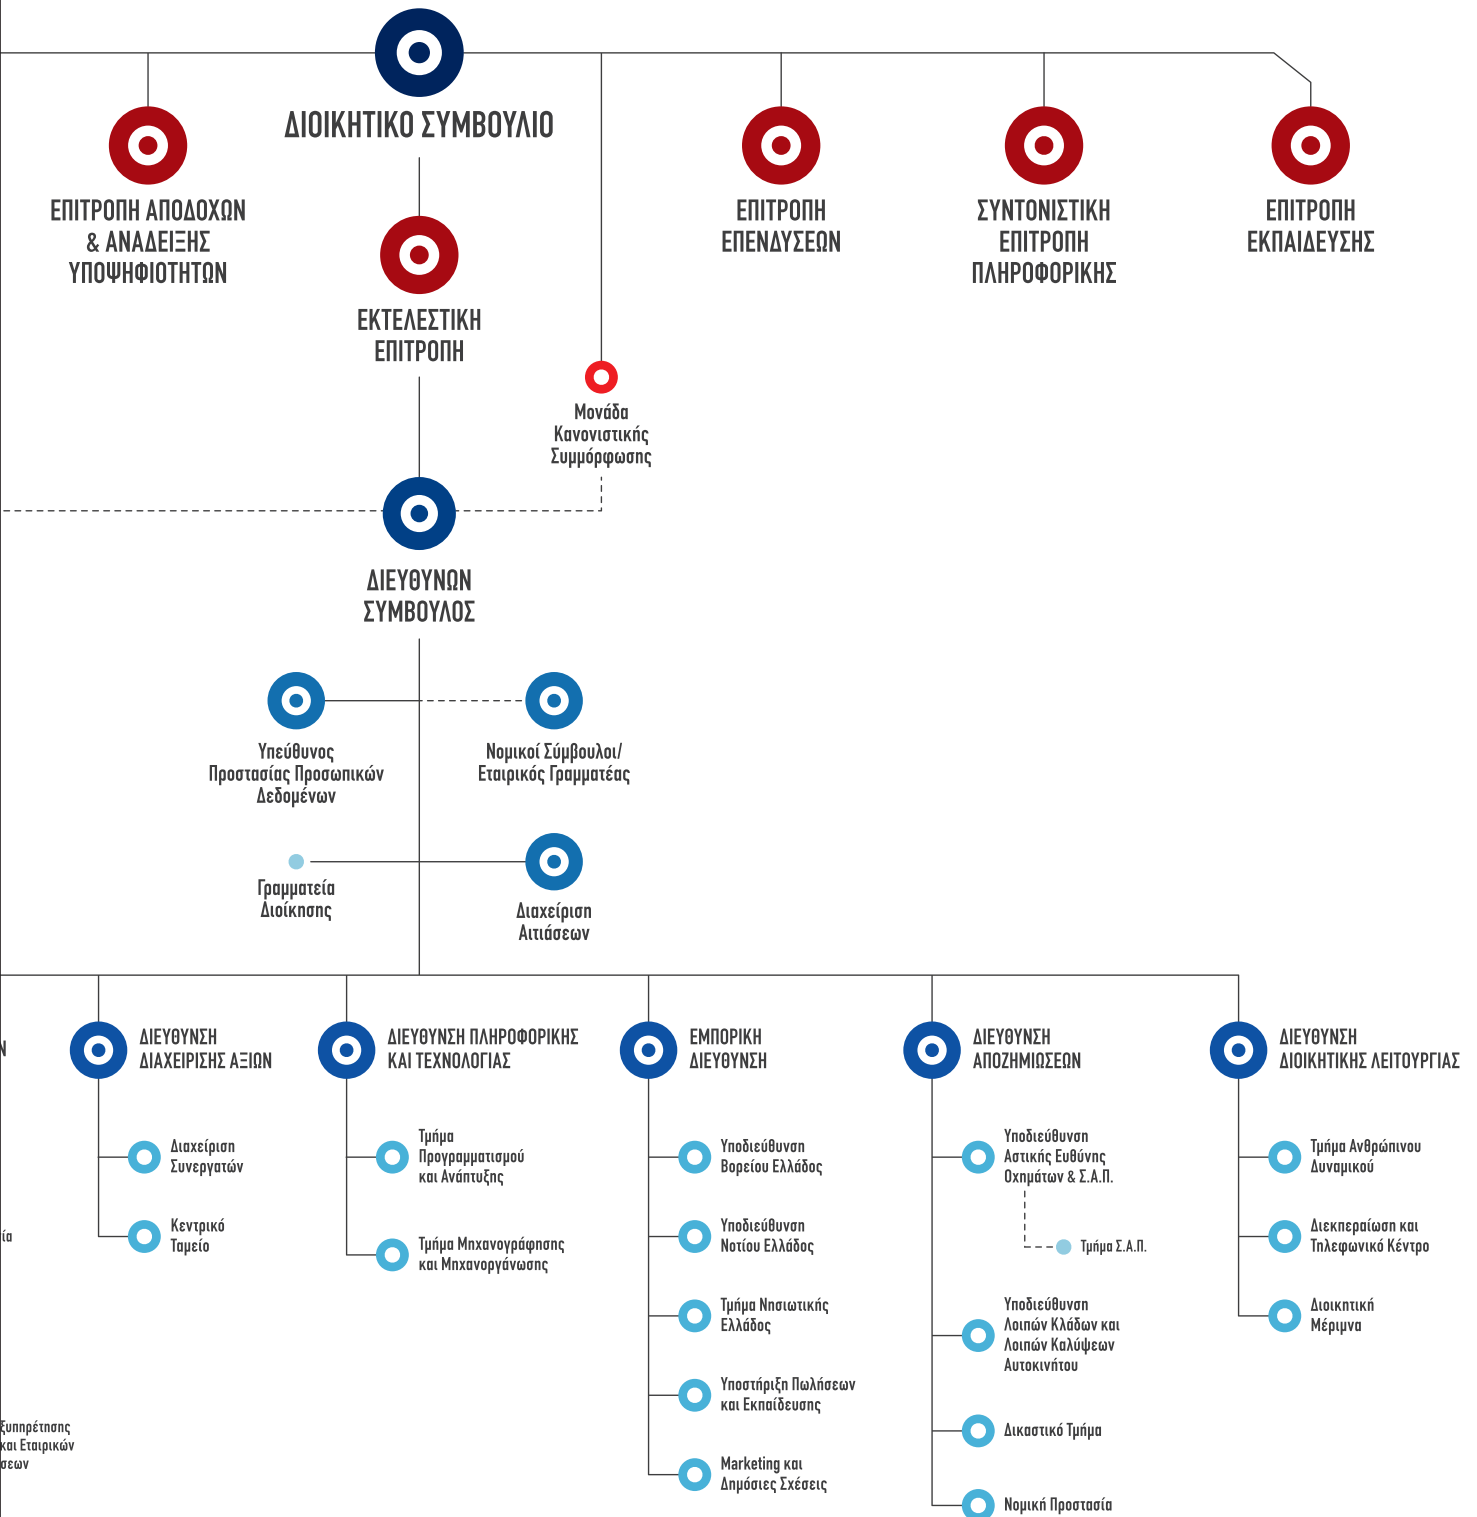 ΔΙΟΙΚΗΤΙΚΟ ΣΥΜΒΟΥΛΙΟ
ΕΠΙΤΡΟΠΗ ΑΠΟΔΟΧΩΝ
& ΑΝΑΔΕΙΞΗΣ
ΥΠΟΨΗΦΙΟΤΗΤΩΝ
ΕΠΙΤΡΟΠΗ
ΕΠΕΝΔΥΣΕΩΝ
ΣΥΝΤΟΝΙΣΤΙΚΗ
ΕΠΙΤΡΟΠΗ
ΠΛΗΡΟΦΟΡΙΚΗΣ
ΕΠΙΤΡΟΠΗ
ΕΚΠΑΙΔΕΥΣΗΣ
ΕΚΤΕΛΕΣΤΙΚΗ
ΕΠΙΤΡΟΠΗ
Μονάδα
Κανονιστικής
Συμμόρφωσης
ΔΙΕΥΘΥΝΩΝ
ΣΥΜΒΟΥΛΟΣ
Υπεύθυνος
Προστασίας Προσωπικών
Δεδομένων
Νομικοί Σύμβουλοι/
Εταιρικός Γραμματέας
Γραμματεία
Διοίκησης
Διαχείριση
Αιτιάσεων
Ν
ία
ξυπηρέτησης
και Εταιρικών
σεων
ΔΙΕΥΘΥΝΣΗ
ΔΙΑΧΕΙΡΙΣΗΣ ΑΞΙΩΝ
Διαχείριση
Συνεργατών
Κεντρικό
Ταμείο
ΔΙΕΥΘΥΝΣΗ ΠΛΗΡΟΦΟΡΙΚΗΣ
ΚΑΙ ΤΕΧΝΟΛΟΓΙΑΣ
Τμήμα
Προγραμματισμού
και Ανάπτυξης
Τμήμα Μηχανογράφησης
και Μηχανοργάνωσης
ΕΜΠΟΡΙΚΗ
ΔΙΕΥΘΥΝΣΗ
Υποδιεύθυνση
Βορείου Ελλάδος
Υποδιεύθυνση
Νοτίου Ελλάδος
Τμήμα Νησιωτικής
Ελλάδος
Υποστήριξη Πωλήσεων
και Εκπαίδευσης
Marketing και
Δημόσιες Σχέσεις
ΔΙΕΥΘΥΝΣΗ
ΑΠΟΖΗΜΙΩΣΕΩΝ
Υποδιεύθυνση
Αστικής Ευθύνης
Οχημάτων & Σ.Α.Π.
Τμήμα Σ.Α.Π.
Υποδιεύθυνση
Λοιπών Κλάδων και
Λοιπών Καλύψεων
Αυτοκινήτου
Δικαστικό Τμήμα
Νομική Προστασία
ΔΙΕΥΘΥΝΣΗ
ΔΙΟΙΚΗΤΙΚΗΣ ΛΕΙΤΟΥΡΓΙΑΣ
Τμήμα Ανθρώπινου
Δυναμικού
Διεκπεραίωση και
Τηλεφωνικό Κέντρο
Διοικητική
Μέριμνα